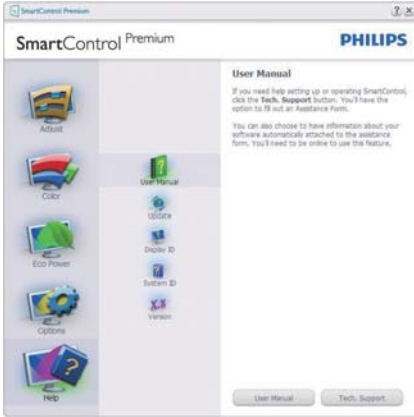 SmartControl Premium
SmartControl Premium
PHILIPS
Adjust
Color
Eco Power
Options
Help
User Manual
Update
Display ID
System ID
Version
User Manual
If you need help setting up or operating SmartControl,
click the Tech. Support button. You'll have the
option to fill out an Assistance Form.
You can also choose to have information about your
software automatically attached to the assistance
form. You'll need to be online to use this feature.
User Manual
Tech. Support